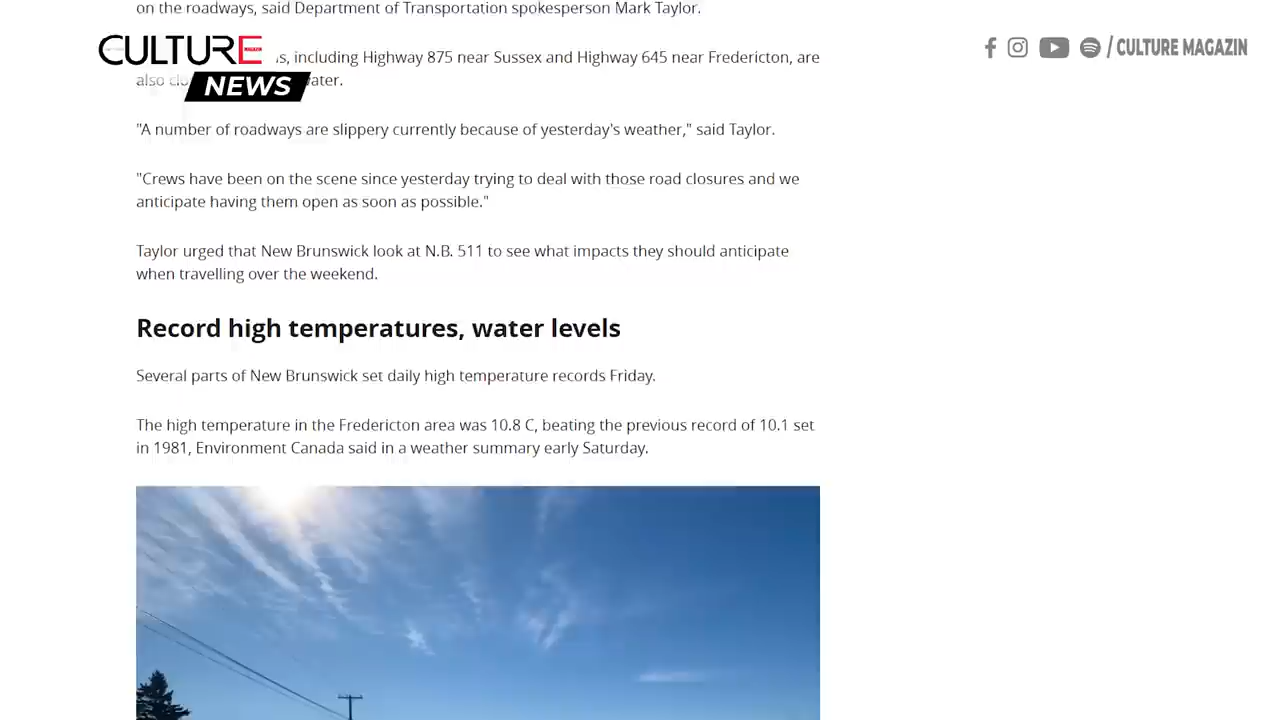 on the roadways, said Department of Transportation spokesperson Mark Taylor.
CULTURE
NEWS
/ CULTURE MAGAZIN
including Highway 875 near Sussex and Highway 645 near Fredericton, are
also
"A number of roadways are slippery currently because of yesterday's weather," said Taylor.
"Crews have been on the scene since yesterday trying to deal with those road closures and we
anticipate having them open as soon as possible."
Taylor urged that New Brunswick look at N.B. 511 to see what impacts they should anticipate
when travelling over the weekend.
Record high temperatures, water levels
Several parts of New Brunswick set daily high temperature records Friday.
The high temperature in the Fredericton area was 10.8 C, beating the previous record of 10.1 set
in 1981, Environment Canada said in a weather summary early Saturday.